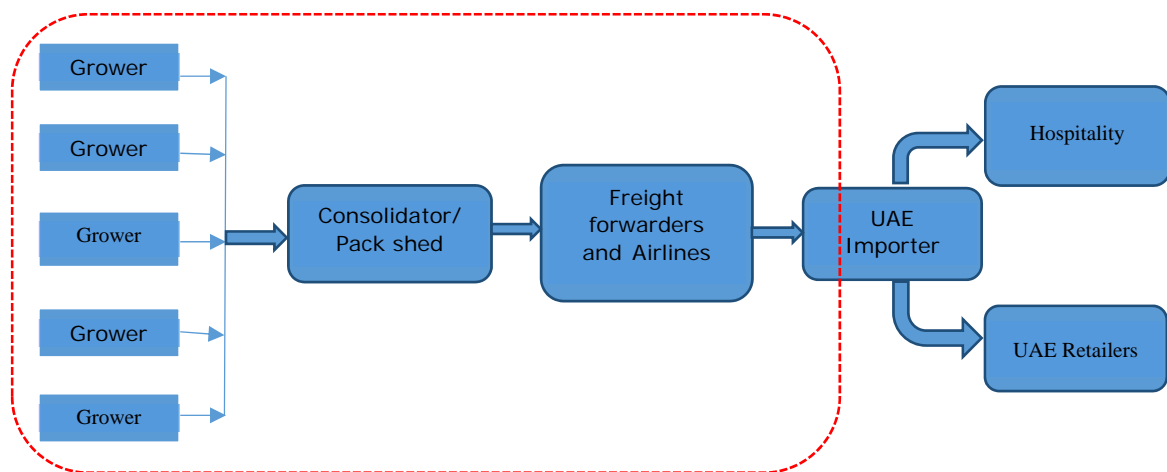 Grower
Grower
Grower
Grower
Grower
Consolidator/
Pack shed
Freight
forwarders
and Airlines
UAE
Importer
Hospitality
UAE Retailers